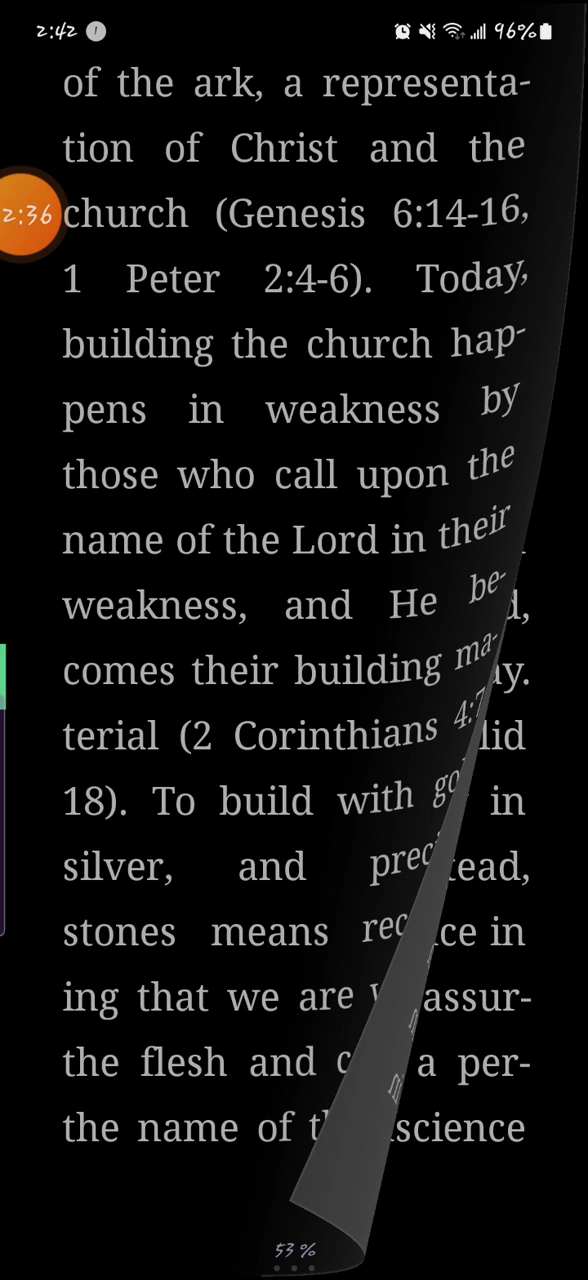 2:42 96%
of the ark, a representa-
tion of Christ and the
2:36
church (Genesis 6:14-16,
1 Peter 2:4-6). Today,
building the church hap-
pens in weakness by
those who call upon the
name of the Lord in their
weakness, and He be-
comes their building ma-
terial (2 Corinthians 4:7
18). To build with in
silver, and
stones means in
ing that we are assur-
the flesh and a per-
the name of
53%